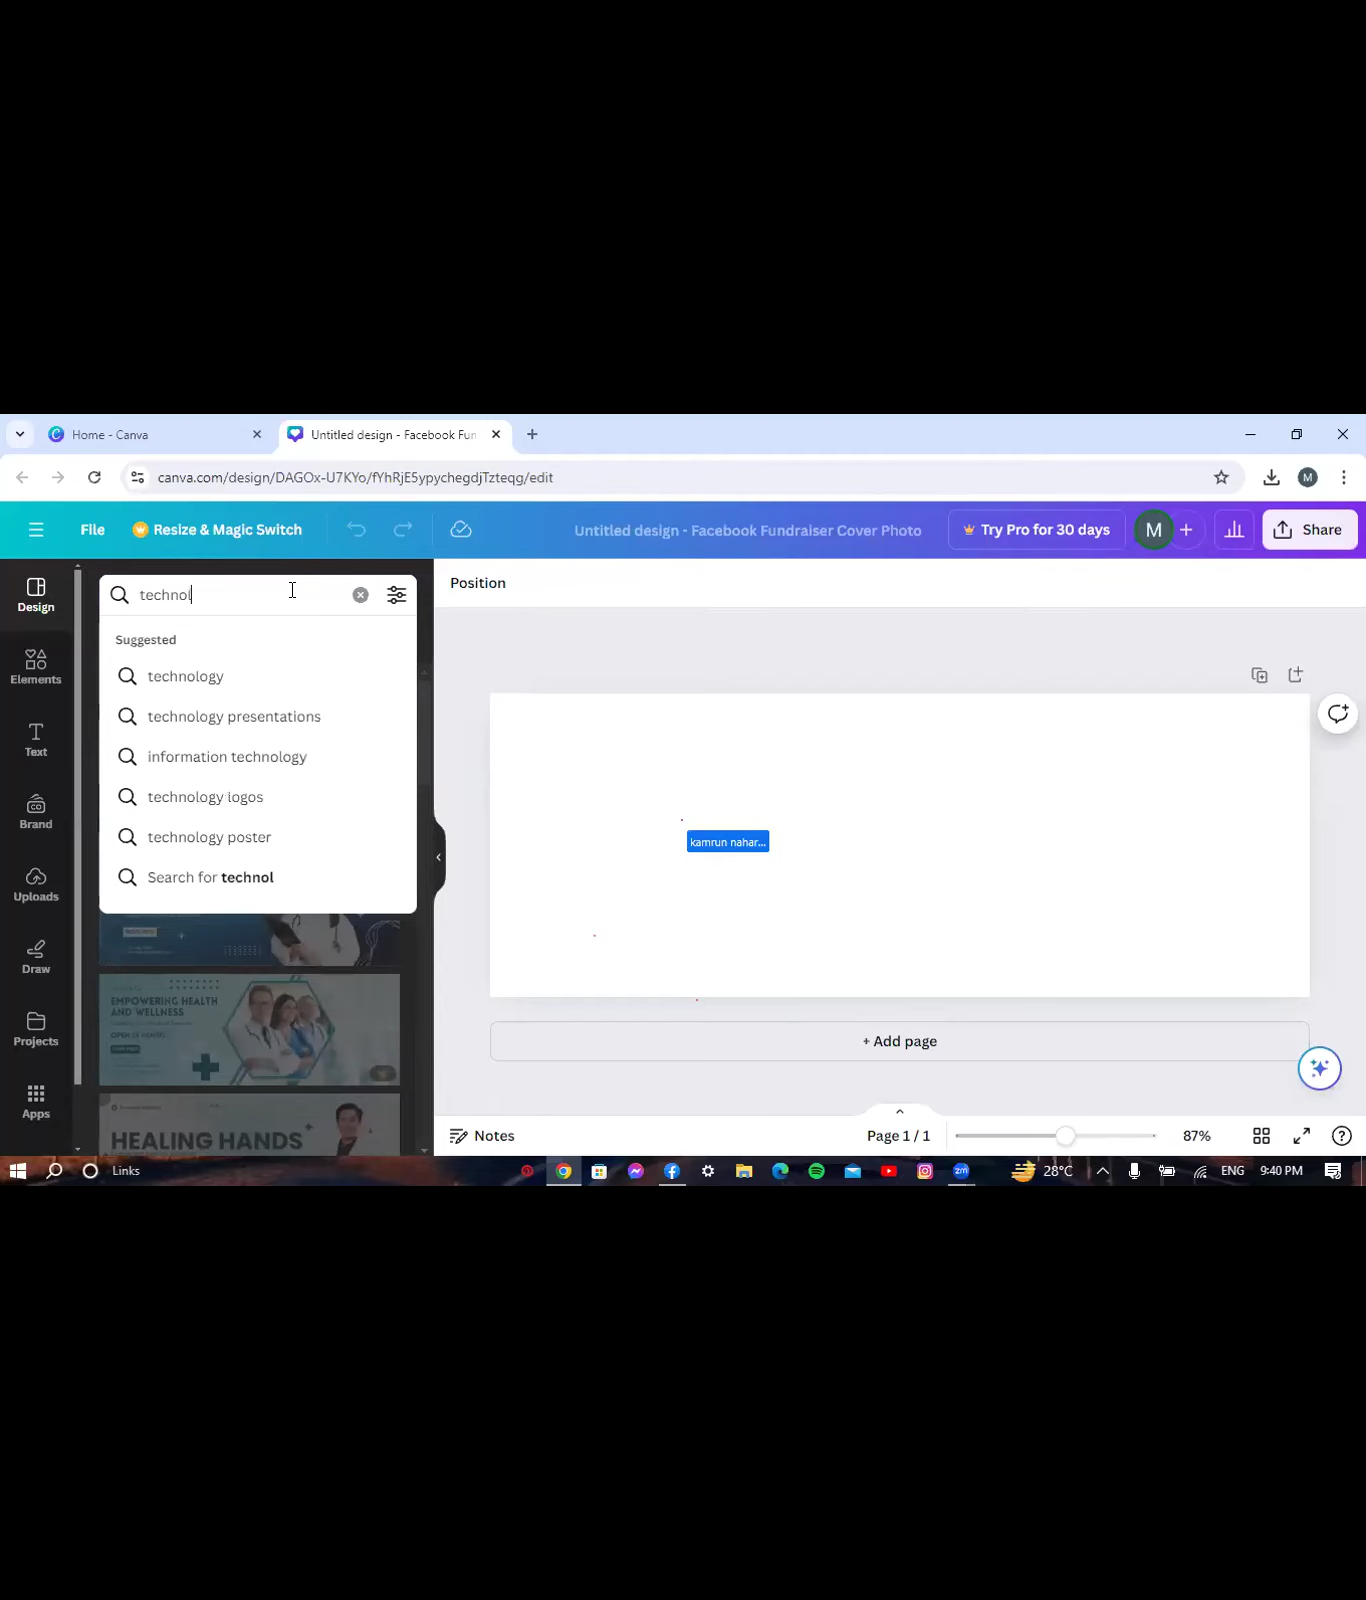 Home - Canva
Untitled design - Facebook Fun
canva.com/design/DAGOx-U7KYo/fYhRjE5ypychegdjTzteqg/edit
M
File
Resize & Magic Switch
Untitled design - Facebook Fundraiser Cover Photo
Try Pro for 30 days
M
Share
Design
Elements
Text
Brand
Uploads
Draw
Projects
Apps
technol
Suggested
technology
technology presentations
information technology
technology logos
technology poster
Search for technol
EMPOWERING HEALTH
AND WELLNESS
HEALING HANDS
Position
kamrun nahar...
+ Add page
Notes
Page 1 / 1
87%
Links
zm
28°C
ENG
9:40 PM